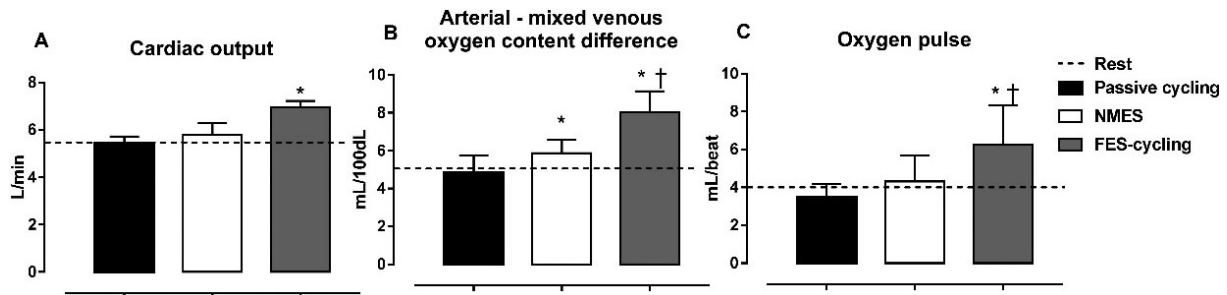 A
Cardiac output
L/min
8
6
4
2
0
*
B
Arterial - mixed venous
oxygen content difference
mL/100dL
10
8
6
4
2
0
*
* †
C
Oxygen pulse
mL/beat
10
8
6
4
2
0
* †
Rest
Passive cycling
NMES
FES-cycling